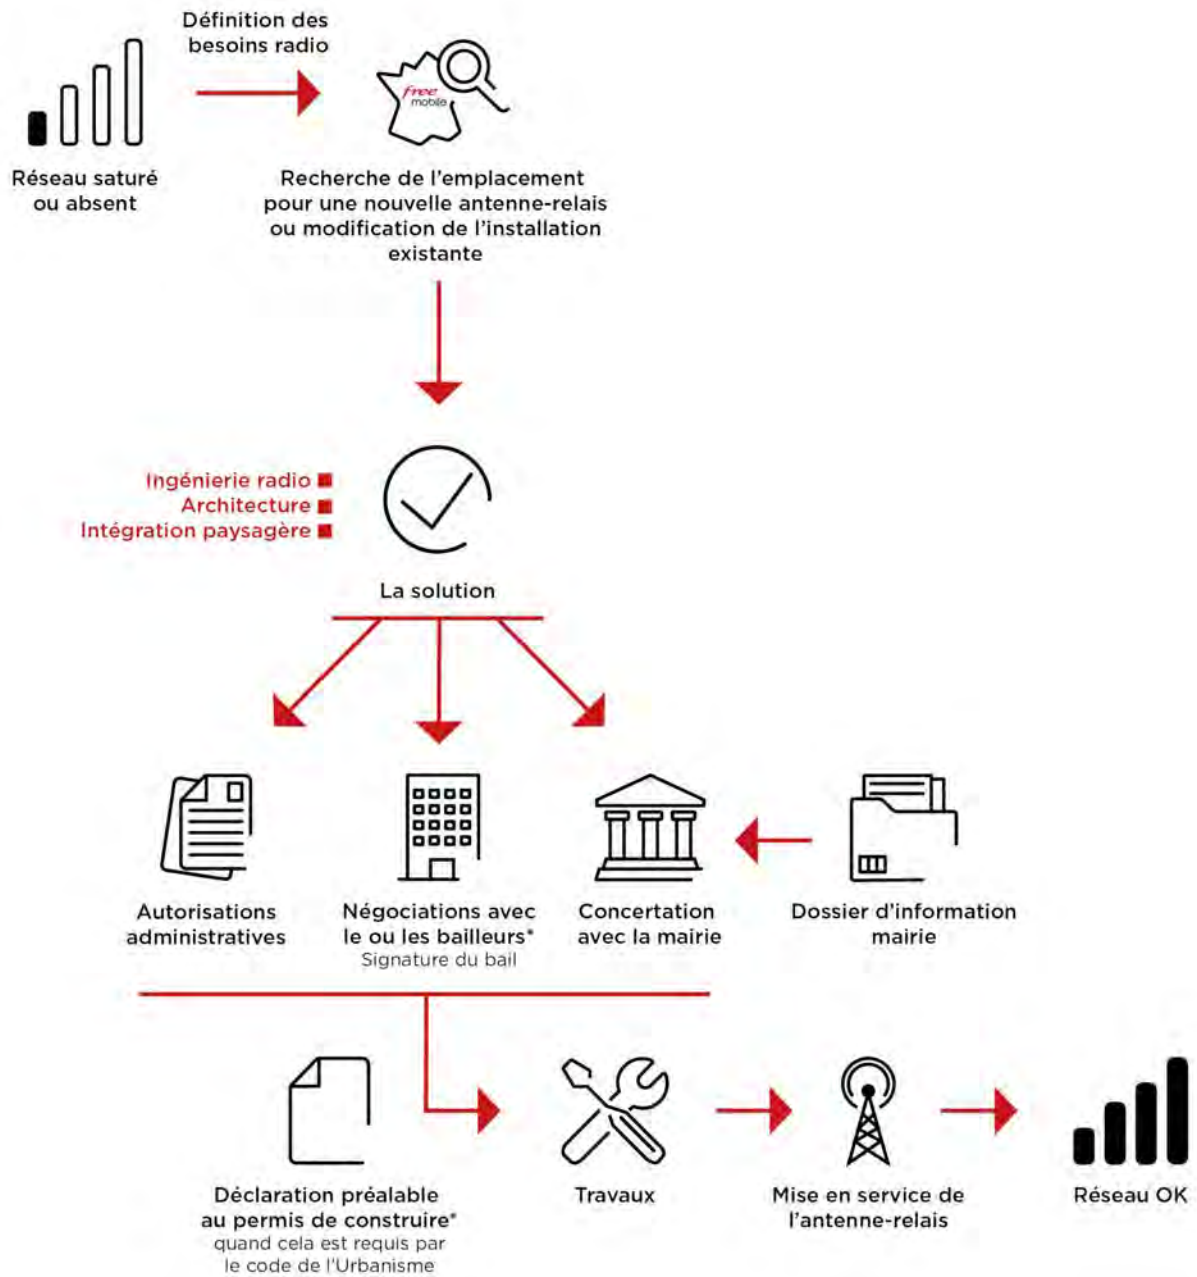 Définition des
besoins radio
free
mobile
Réseau saturé
ou absent
Recherche de l'emplacement
pour une nouvelle antenne-relais
ou modification de l'installation
existante
Ingénierie radio
Architecture
Intégration paysagère
La solution
Autorisations
administratives
Négociations avec
le ou les bailleurs*
Signature du bail
Concertation
avec la mairie
Dossier d'information
mairie
Déclaration préalable
au permis de construire*
quand cela est requis par
le code de l'Urbanisme
Travaux
Mise en service de
l'antenne-relais
Réseau OK